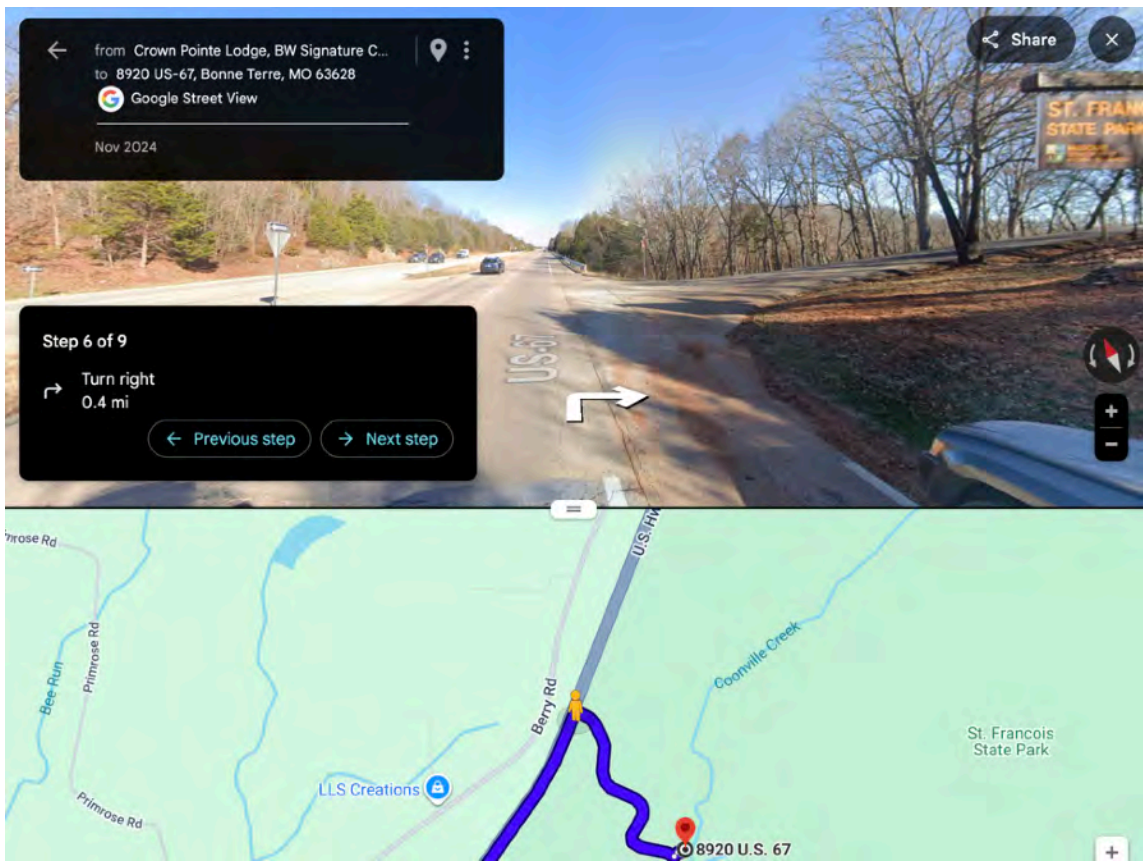 from Crown Pointe Lodge, BW Signature C...
to 8920 US-67, Bonne Terre, MO 63628
Google Street View
Nov 2024
Share
ST. FRAN
STATE PAR
US-67
Step 6 of 9
Turn right
0.4 mi
Previous step
Next step
imrose Rd
Primrose Rd
Bee Run
Primrose Rd
Berry Rd
U.S. Hw
Coonville Creek
St. Francois
State Park
LLS Creations
8920 U.S. 67